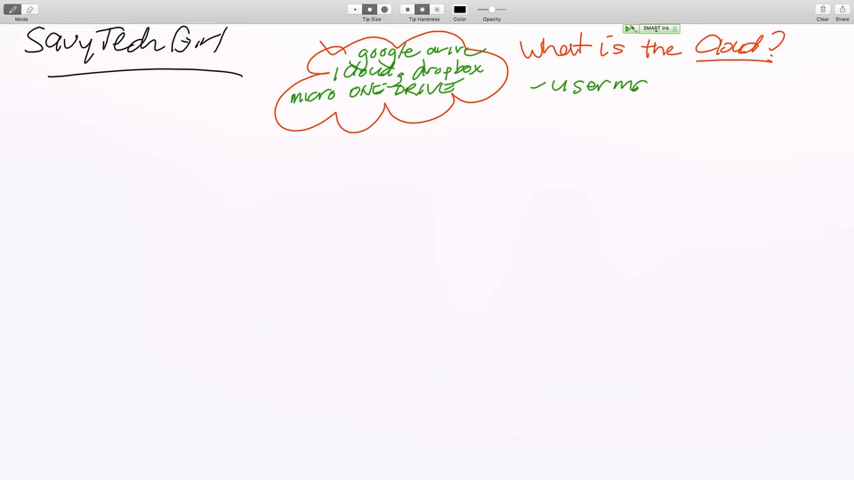 Mode
Tip Size
Tip Hardness
Color
Opacity
Clear
Share
SMART Ink
SavyTechGirl
google drive
icloud, dropbox
micro ONE DRIVE
What is the Cloud?
- userma